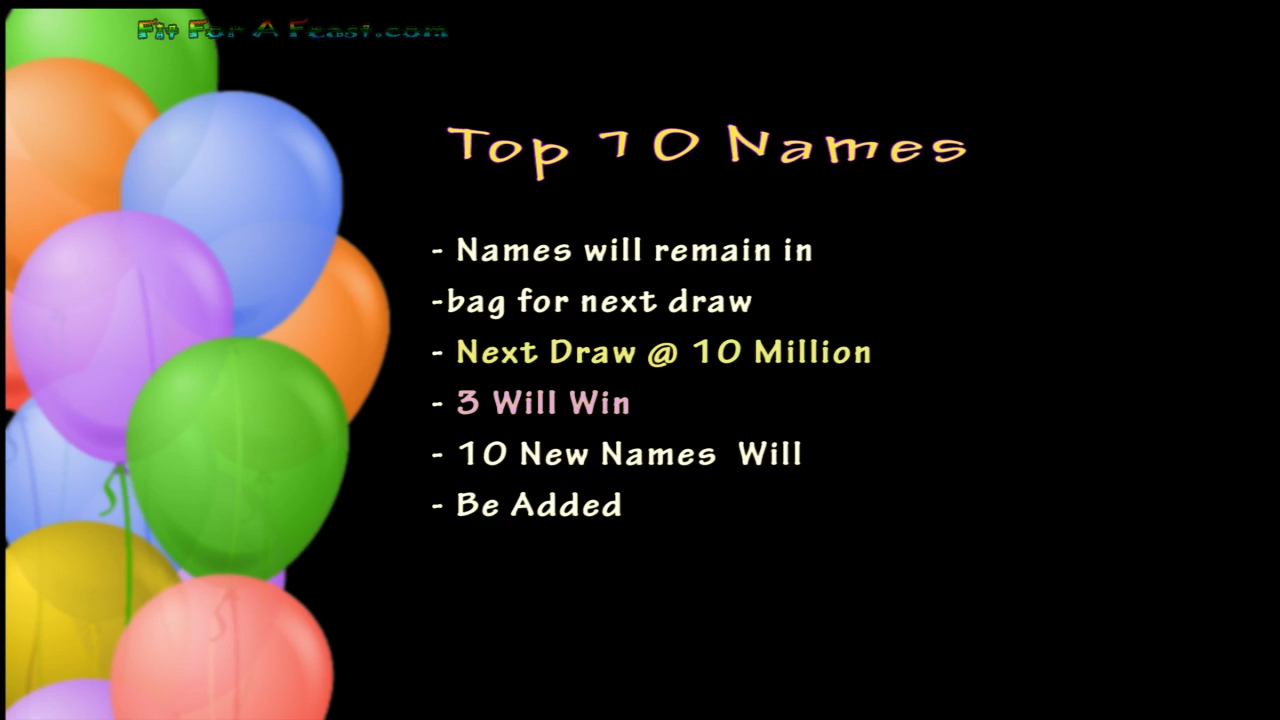 Fit For A Feast.com
Top 10 Names
- Names will remain in
-bag for next draw
- Next Draw @ 10 Million
- 3 Will Win
- 10 New Names  Will
- Be Added